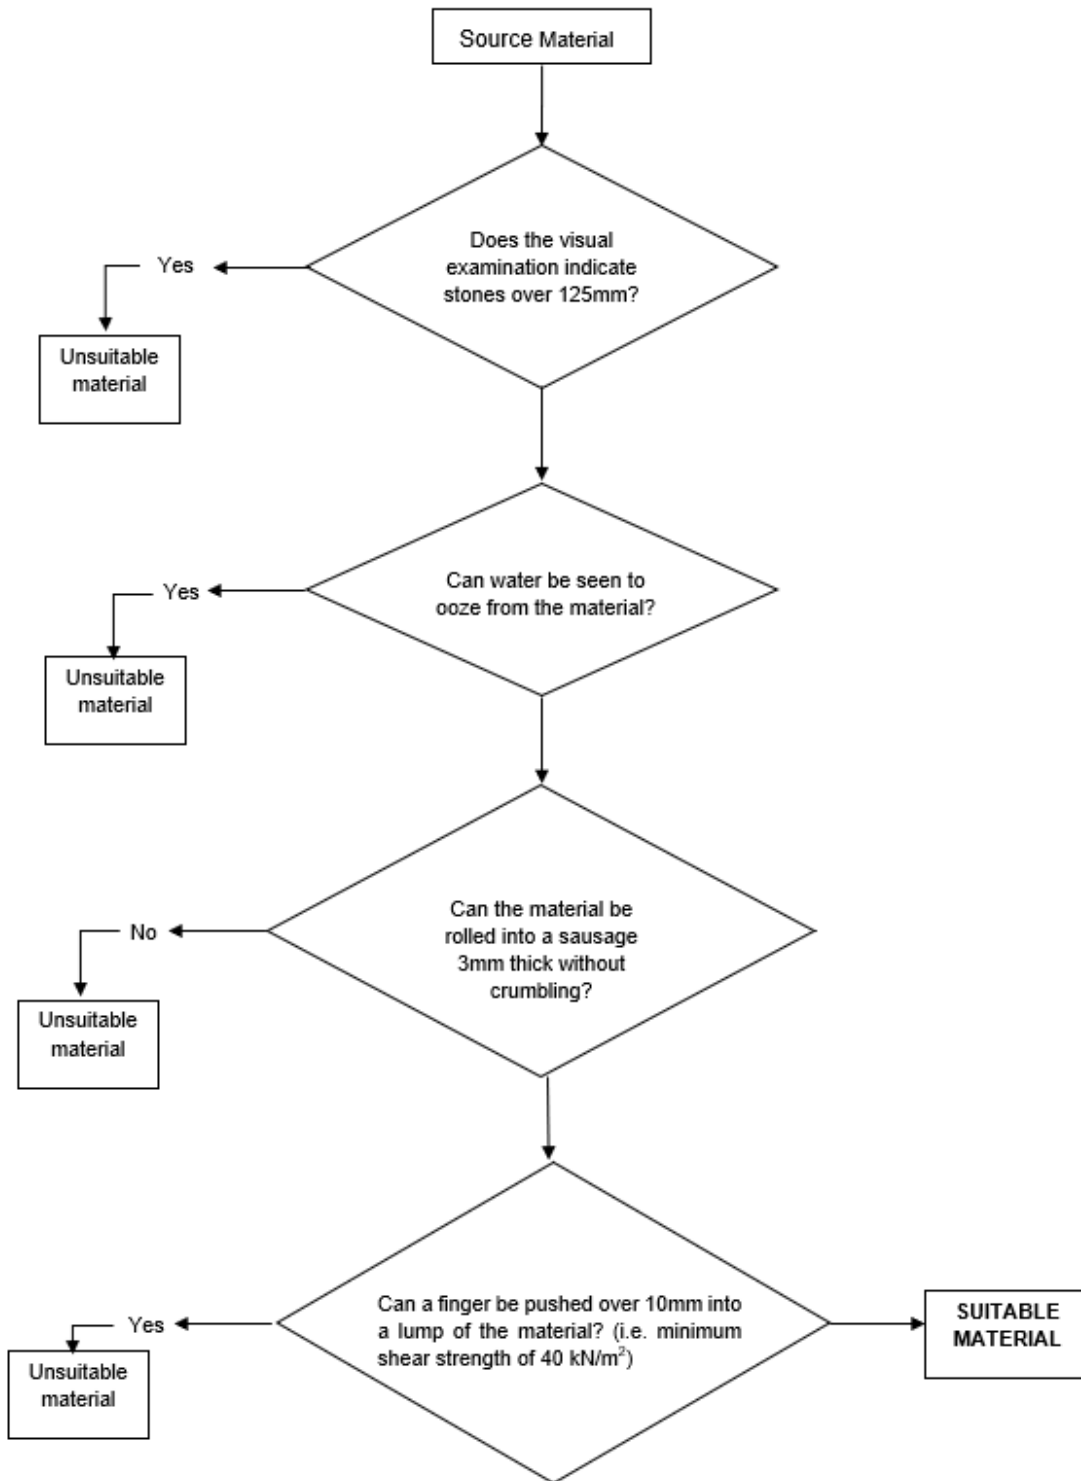 Source Material
Does the visual
examination indicate
stones over 125mm?
Yes
Unsuitable
material
Can water be seen to
ooze from the material?
Yes
Unsuitable
material
Can the material be
rolled into a sausage
3mm thick without
crumbling?
No
Unsuitable
material
Can a finger be pushed over 10mm into
a lump of the material? (i.e. minimum
shear strength of 40 kN/m²)
Yes
Unsuitable
material
SUITABLE
MATERIAL